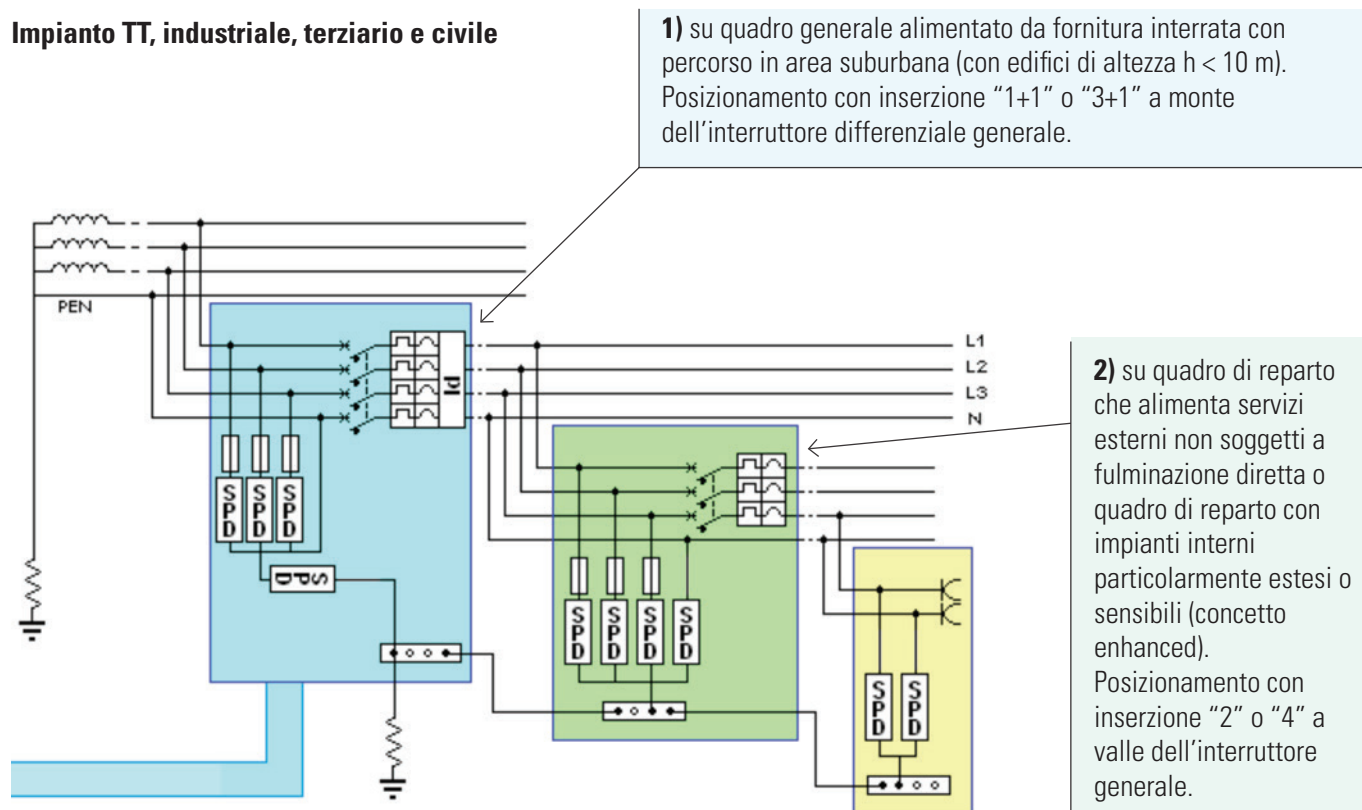 Impianto TT, industriale, terziario e civile
1) su quadro generale alimentato da fornitura interrata con
percorso in area suburbana (con edifici di altezza h < 10 m).
Posizionamento con inserzione “1+1” o “3+1” a monte
dell’interruttore differenziale generale.
PEN
Id
L1
L2
L3
N
SPD
SPD
SPD
SPD
SPD
SPD
SPD
SPD
SPD
SPD
2) su quadro di reparto
che alimenta servizi
esterni non soggetti a
fulminazione diretta o
quadro di reparto con
impianti interni
particolarmente estesi o
sensibili (concetto
enhanced).
Posizionamento con
inserzione “2” o “4” a
valle dell’interruttore
generale.